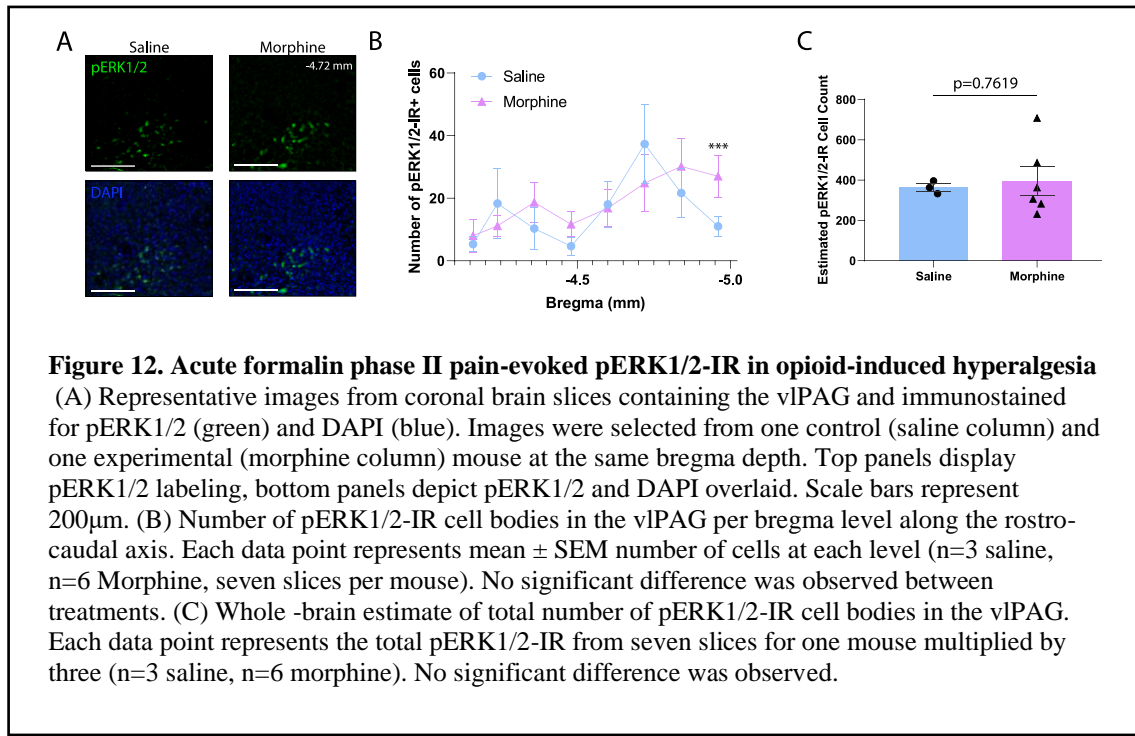 A
Saline
Morphine
pERK1/2
-4.72 mm
DAPI
B
Number of pERK1/2-IR+ cells
60
40
20
0
Saline
Morphine
***
-4.5
-5.0
Bregma (mm)
C
p=0.7619
Estimated pERK1/2-IR Cell Count
800
600
400
200
0
Saline
Morphine
Figure 12. Acute formalin phase II pain-evoked pERK1/2-IR in opioid-induced hyperalgesia
(A) Representative images from coronal brain slices containing the vlPAG and immunostained
for pERK1/2 (green) and DAPI (blue). Images were selected from one control (saline column) and
one experimental (morphine column) mouse at the same bregma depth. Top panels display
pERK1/2 labeling, bottom panels depict pERK1/2 and DAPI overlaid. Scale bars represent
200μm. (B) Number of pERK1/2-IR cell bodies in the vlPAG per bregma level along the rostro-
caudal axis. Each data point represents mean ± SEM number of cells at each level (n=3 saline,
n=6 Morphine, seven slices per mouse). No significant difference was observed between
treatments. (C) Whole -brain estimate of total number of pERK1/2-IR cell bodies in the vlPAG.
Each data point represents the total pERK1/2-IR from seven slices for one mouse multiplied by
three (n=3 saline, n=6 morphine). No significant difference was observed.